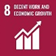 8 DECENT WORK AND
ECONOMIC GROWTH